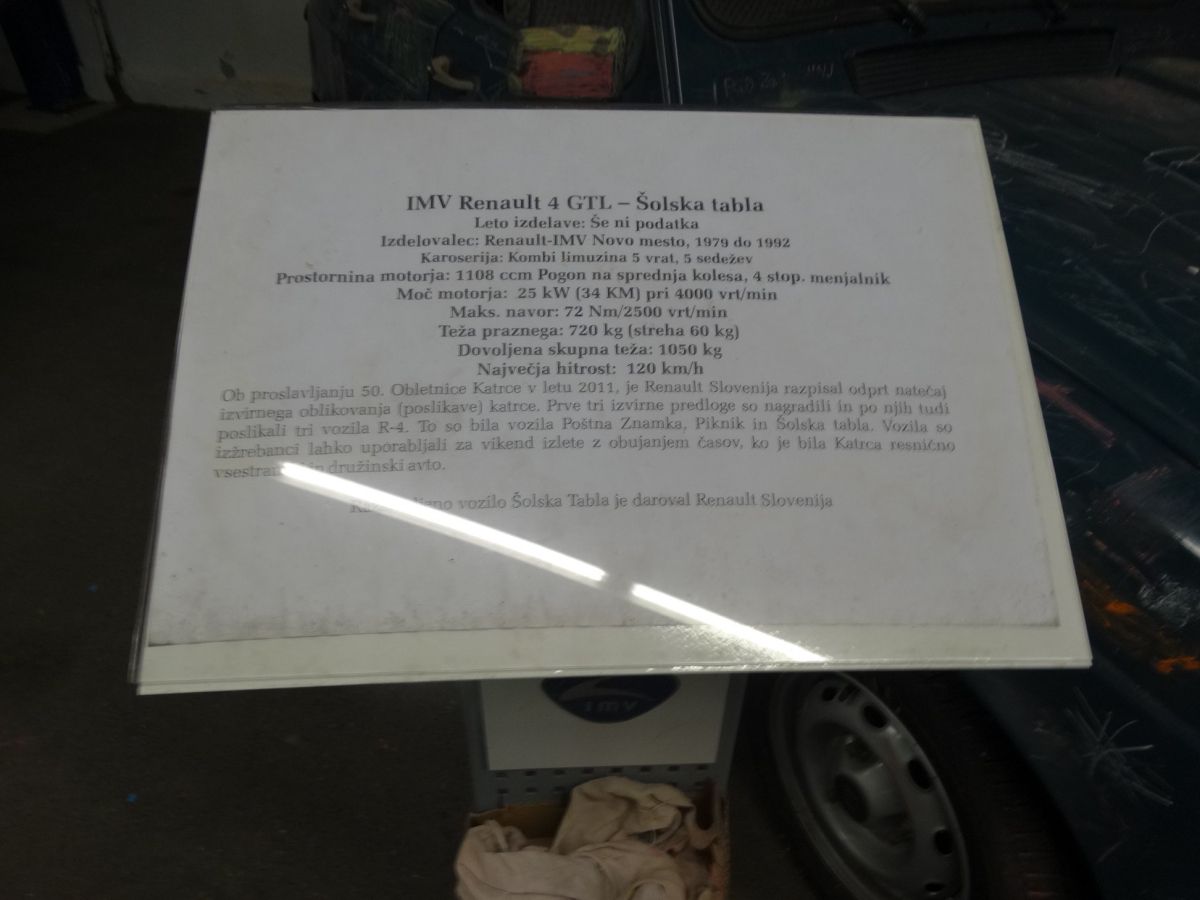 IMV Renault 4 GTL – Šolska tabla
Leto izdelave: Še ni podatka
Izdelovalec: Renault-IMV Novo mesto, 1979 do 1992
Karoserija: Kombi limuzina 5 vrat, 5 sedežev
Prostornina motorja: 1108 ccm Pogon na sprednja kolesa, 4 stop. menjalnik
Moč motorja: 25 kW (34 KM) pri 4000 vrt/min
Maks. navor: 72 Nm/2500 vrt/min
Teža praznega: 720 kg (streha 60 kg)
Dovoljena skupna teža: 1050 kg
Največja hitrost: 120 km/h
Ob proslavljanju 50. Obletnice Katrce v letu 2011, je Renault Slovenija razpisal odprt natečaj
izvirnega oblikovanja (poslikave) katrce. Prve tri izvirne predloge so nagradili in po njih tudi
poslikali tri vozila R-4. To so bila vozila Poštna Znamka, Piknik in Šolska tabla. Vozila so
izžrebanci lahko uporabljali za vikend izlete z obujanjem časov, ko je bila Katrca resnično
in družinski avto.
vozilo Šolska Tabla je daroval Renault Slovenija
imv